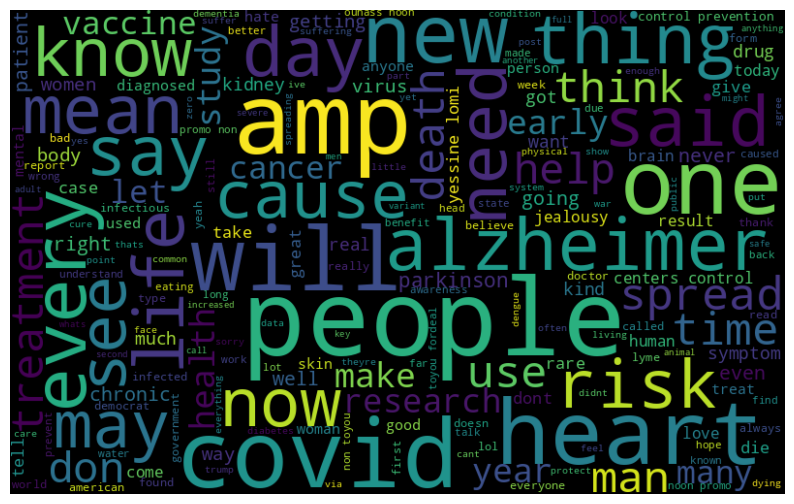 patient
vaccine
know
dementia
suffer
better
women
diagnosed
study
ounass noon
suffering
hate
getting
day
kidney
new
condition
anyone
virus
full
made
another
post
thing
look
form
control prevention
anything
person
week
got
drug
today
enough
due
might
give
think
agree
mean
bad
yes
report
promo non
body
ive
zero
severe
spreading
amp
part
yet
men
little
death
yessine lomi
need
early
physical
show
want
brain
never
caused
said
mental
wrong
adult
case
infectious
cure
used
say
let
still
yeah
cancer
cause
variant
benefit
help
system
head
state
going
war
public
put
one
thats
right
point
understand
common
take
great
real
really
will
jealousy
believe
result
thank
safe
back
treatment
every
see
life
type
eating
long
increased
alzheimer
parkinson
awareness
doctor
kind
centers control
much
whats
face
second
call
work
health
sorry
everything
data
key
people
dengue
often
living
called
human
rare
lyme
animal
spread
read
time
symptom
chronic
democrat
infected
lot
skin
theyre
toyou fordeal
far
well
make
use
didnt
even
treat
find
now
research
dont
risk
may
government
water
tell
care
prevent
don
come
world
american
found
way
trump
diabetes
woman
via
covid
non toyou
first
good
doesn
talk
cant
lol
year
everyone
heart
man
feel
love
hope
known
protect
many
die
always
noon promo
dying